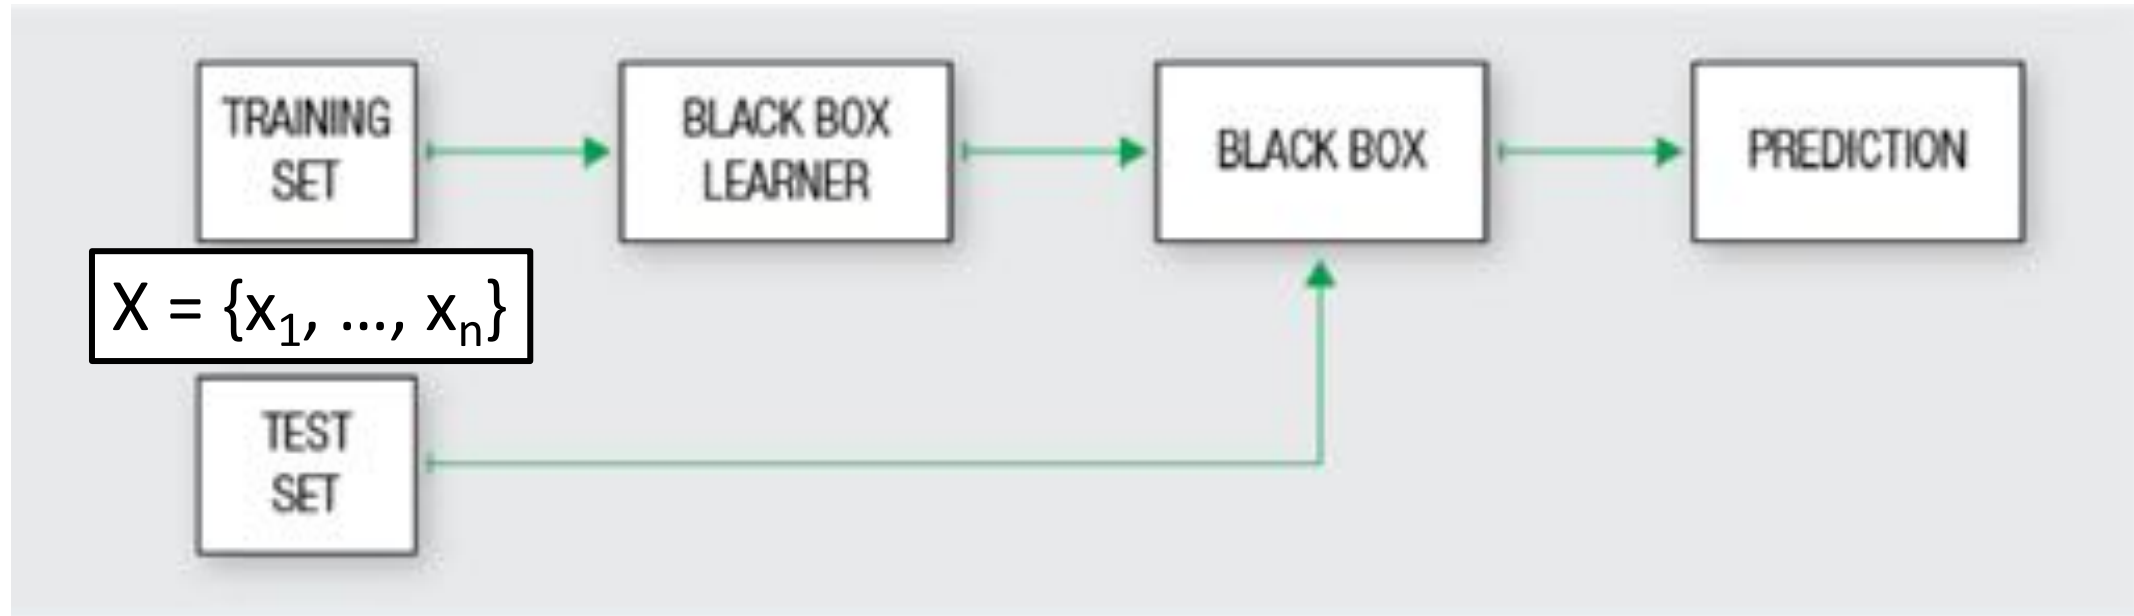 TRAINING
SET
BLACK BOX
LEARNER
BLACK BOX
PREDICTION
X = {x₁, ..., xₙ}
TEST
SET